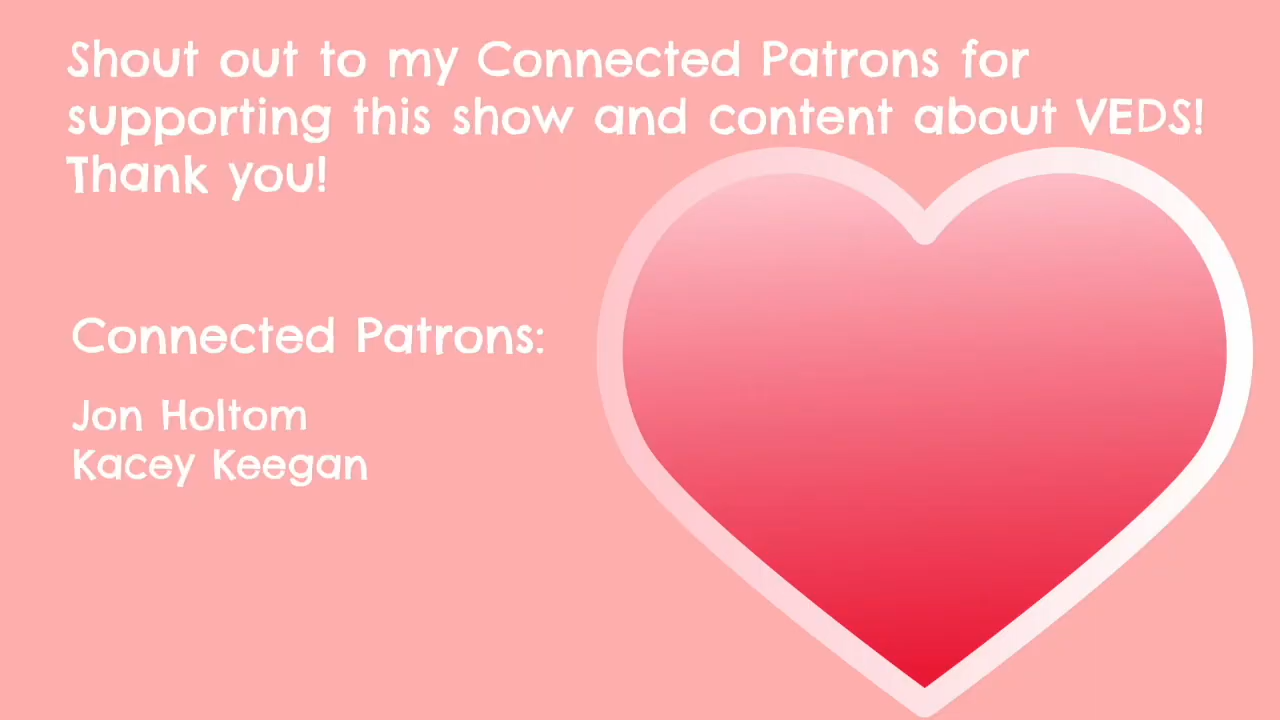 Shout out to my Connected Patrons for
supporting this show and content about VEDS!
Thank you!
Connected Patrons:
Jon Holtom
Kacey Keegan